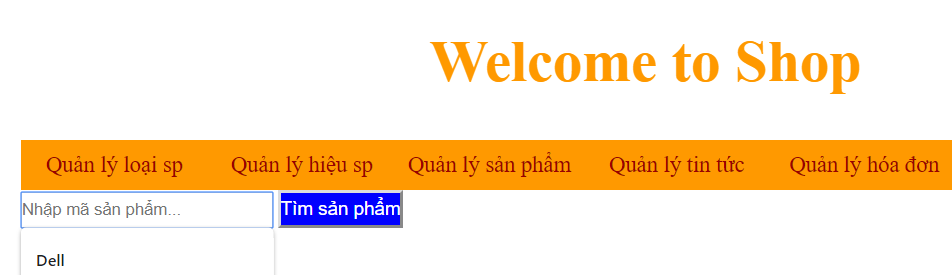 Welcome to Shop
Quản lý loại sp Quản lý hiệu sp Quản lý sản phẩm Quản lý tin tức Quản lý hóa đơn
Nhập mã sản phẩm... Tìm sản phẩm
Dell